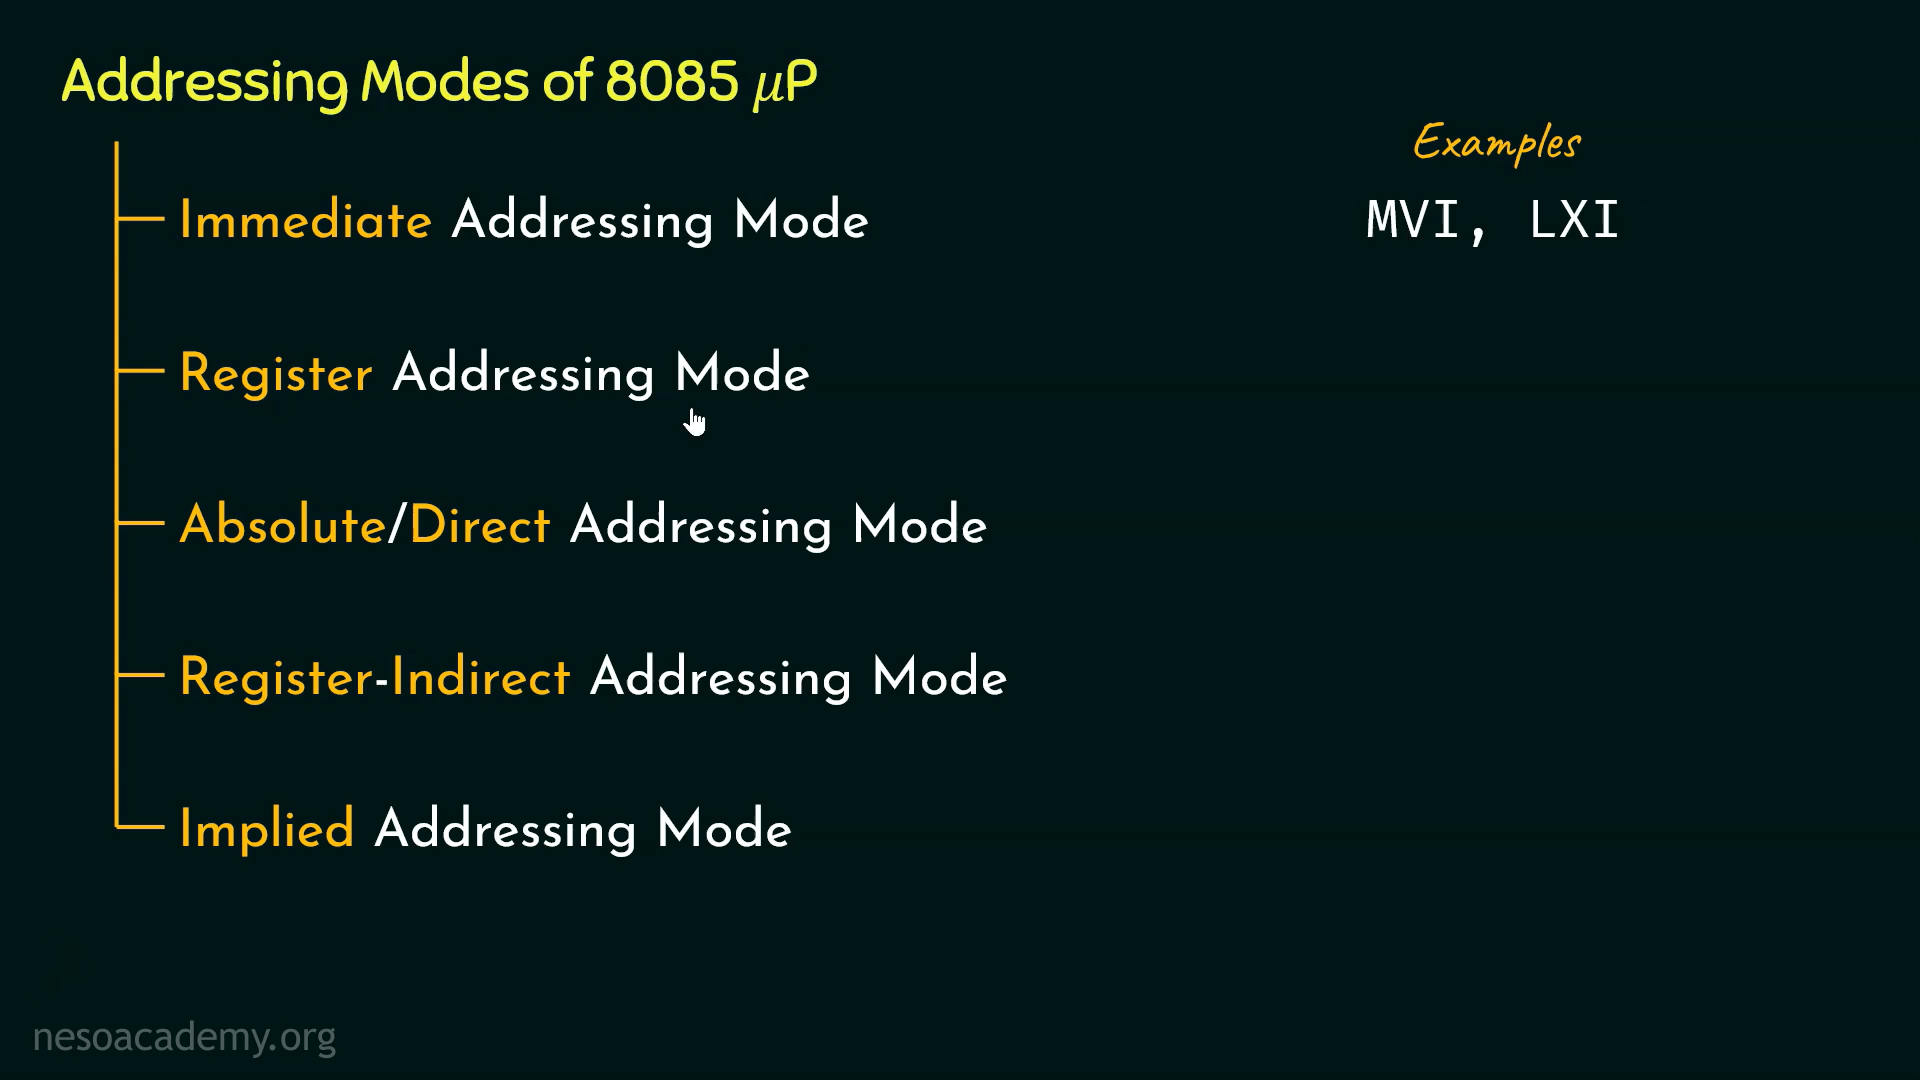 Addressing Modes of 8085 μP
Examples
Immediate Addressing Mode
MVI, LXI
Register Addressing Mode
Absolute/Direct Addressing Mode
Register-Indirect Addressing Mode
Implied Addressing Mode
nesoacademy.org